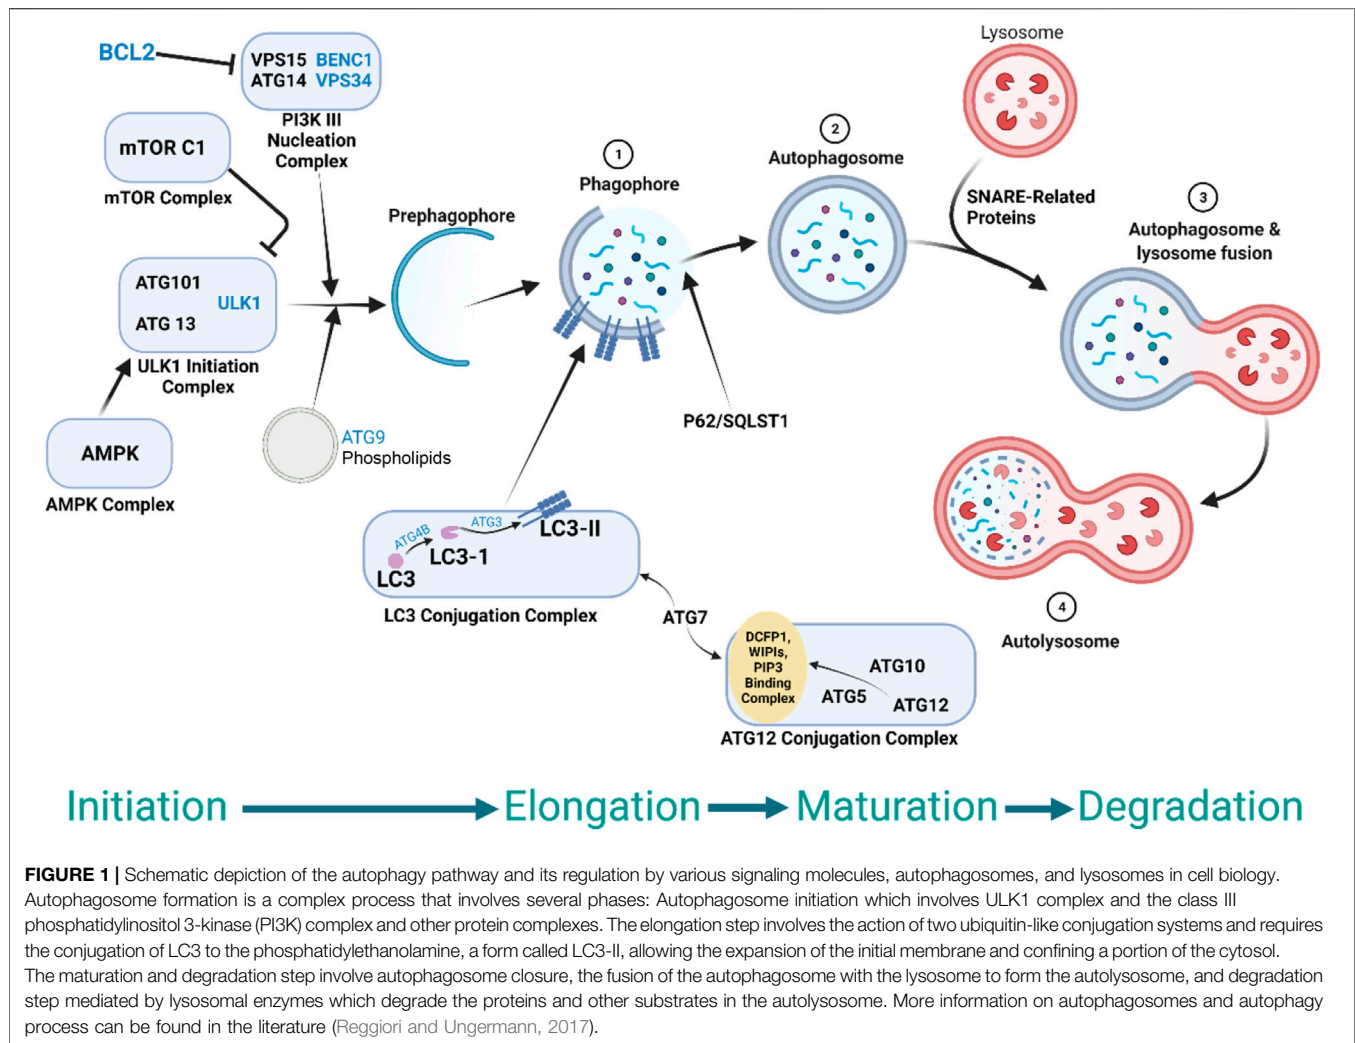 BCL2
VPS15 BENC1
ATG14 VPS34
PI3K III
Nucleation
Complex
mTOR C1
mTOR Complex
ATG101
ULK1
ATG 13
ULK1 Initiation
Complex
AMPK
AMPK Complex
Prephagophore
ATG9
Phospholipids
1
Phagophore
P62/SQLST1
2
Autophagosome
Lysosome
SNARE-Related
Proteins
3
Autophagosome &
lysosome fusion
4
Autolysosome
ATG4B
ATG3
LC3
LC3-1
LC3-II
LC3 Conjugation Complex
ATG7
DCFP1,
WIPIs,
PIP3
Binding
Complex
ATG10
ATG5
ATG12
ATG12 Conjugation Complex
Initiation Elongation Maturation Degradation
FIGURE 1 | Schematic depiction of the autophagy pathway and its regulation by various signaling molecules, autophagosomes, and lysosomes in cell biology.
Autophagosome formation is a complex process that involves several phases: Autophagosome initiation which involves ULK1 complex and the class III
phosphatidylinositol 3-kinase (PI3K) complex and other protein complexes. The elongation step involves the action of two ubiquitin-like conjugation systems and requires
the conjugation of LC3 to the phosphatidylethanolamine, a form called LC3-II, allowing the expansion of the initial membrane and confining a portion of the cytosol.
The maturation and degradation step involve autophagosome closure, the fusion of the autophagosome with the lysosome to form the autolysosome, and degradation
step mediated by lysosomal enzymes which degrade the proteins and other substrates in the autolysosome. More information on autophagosomes and autophagy
process can be found in the literature (Reggiori and Ungermann, 2017).